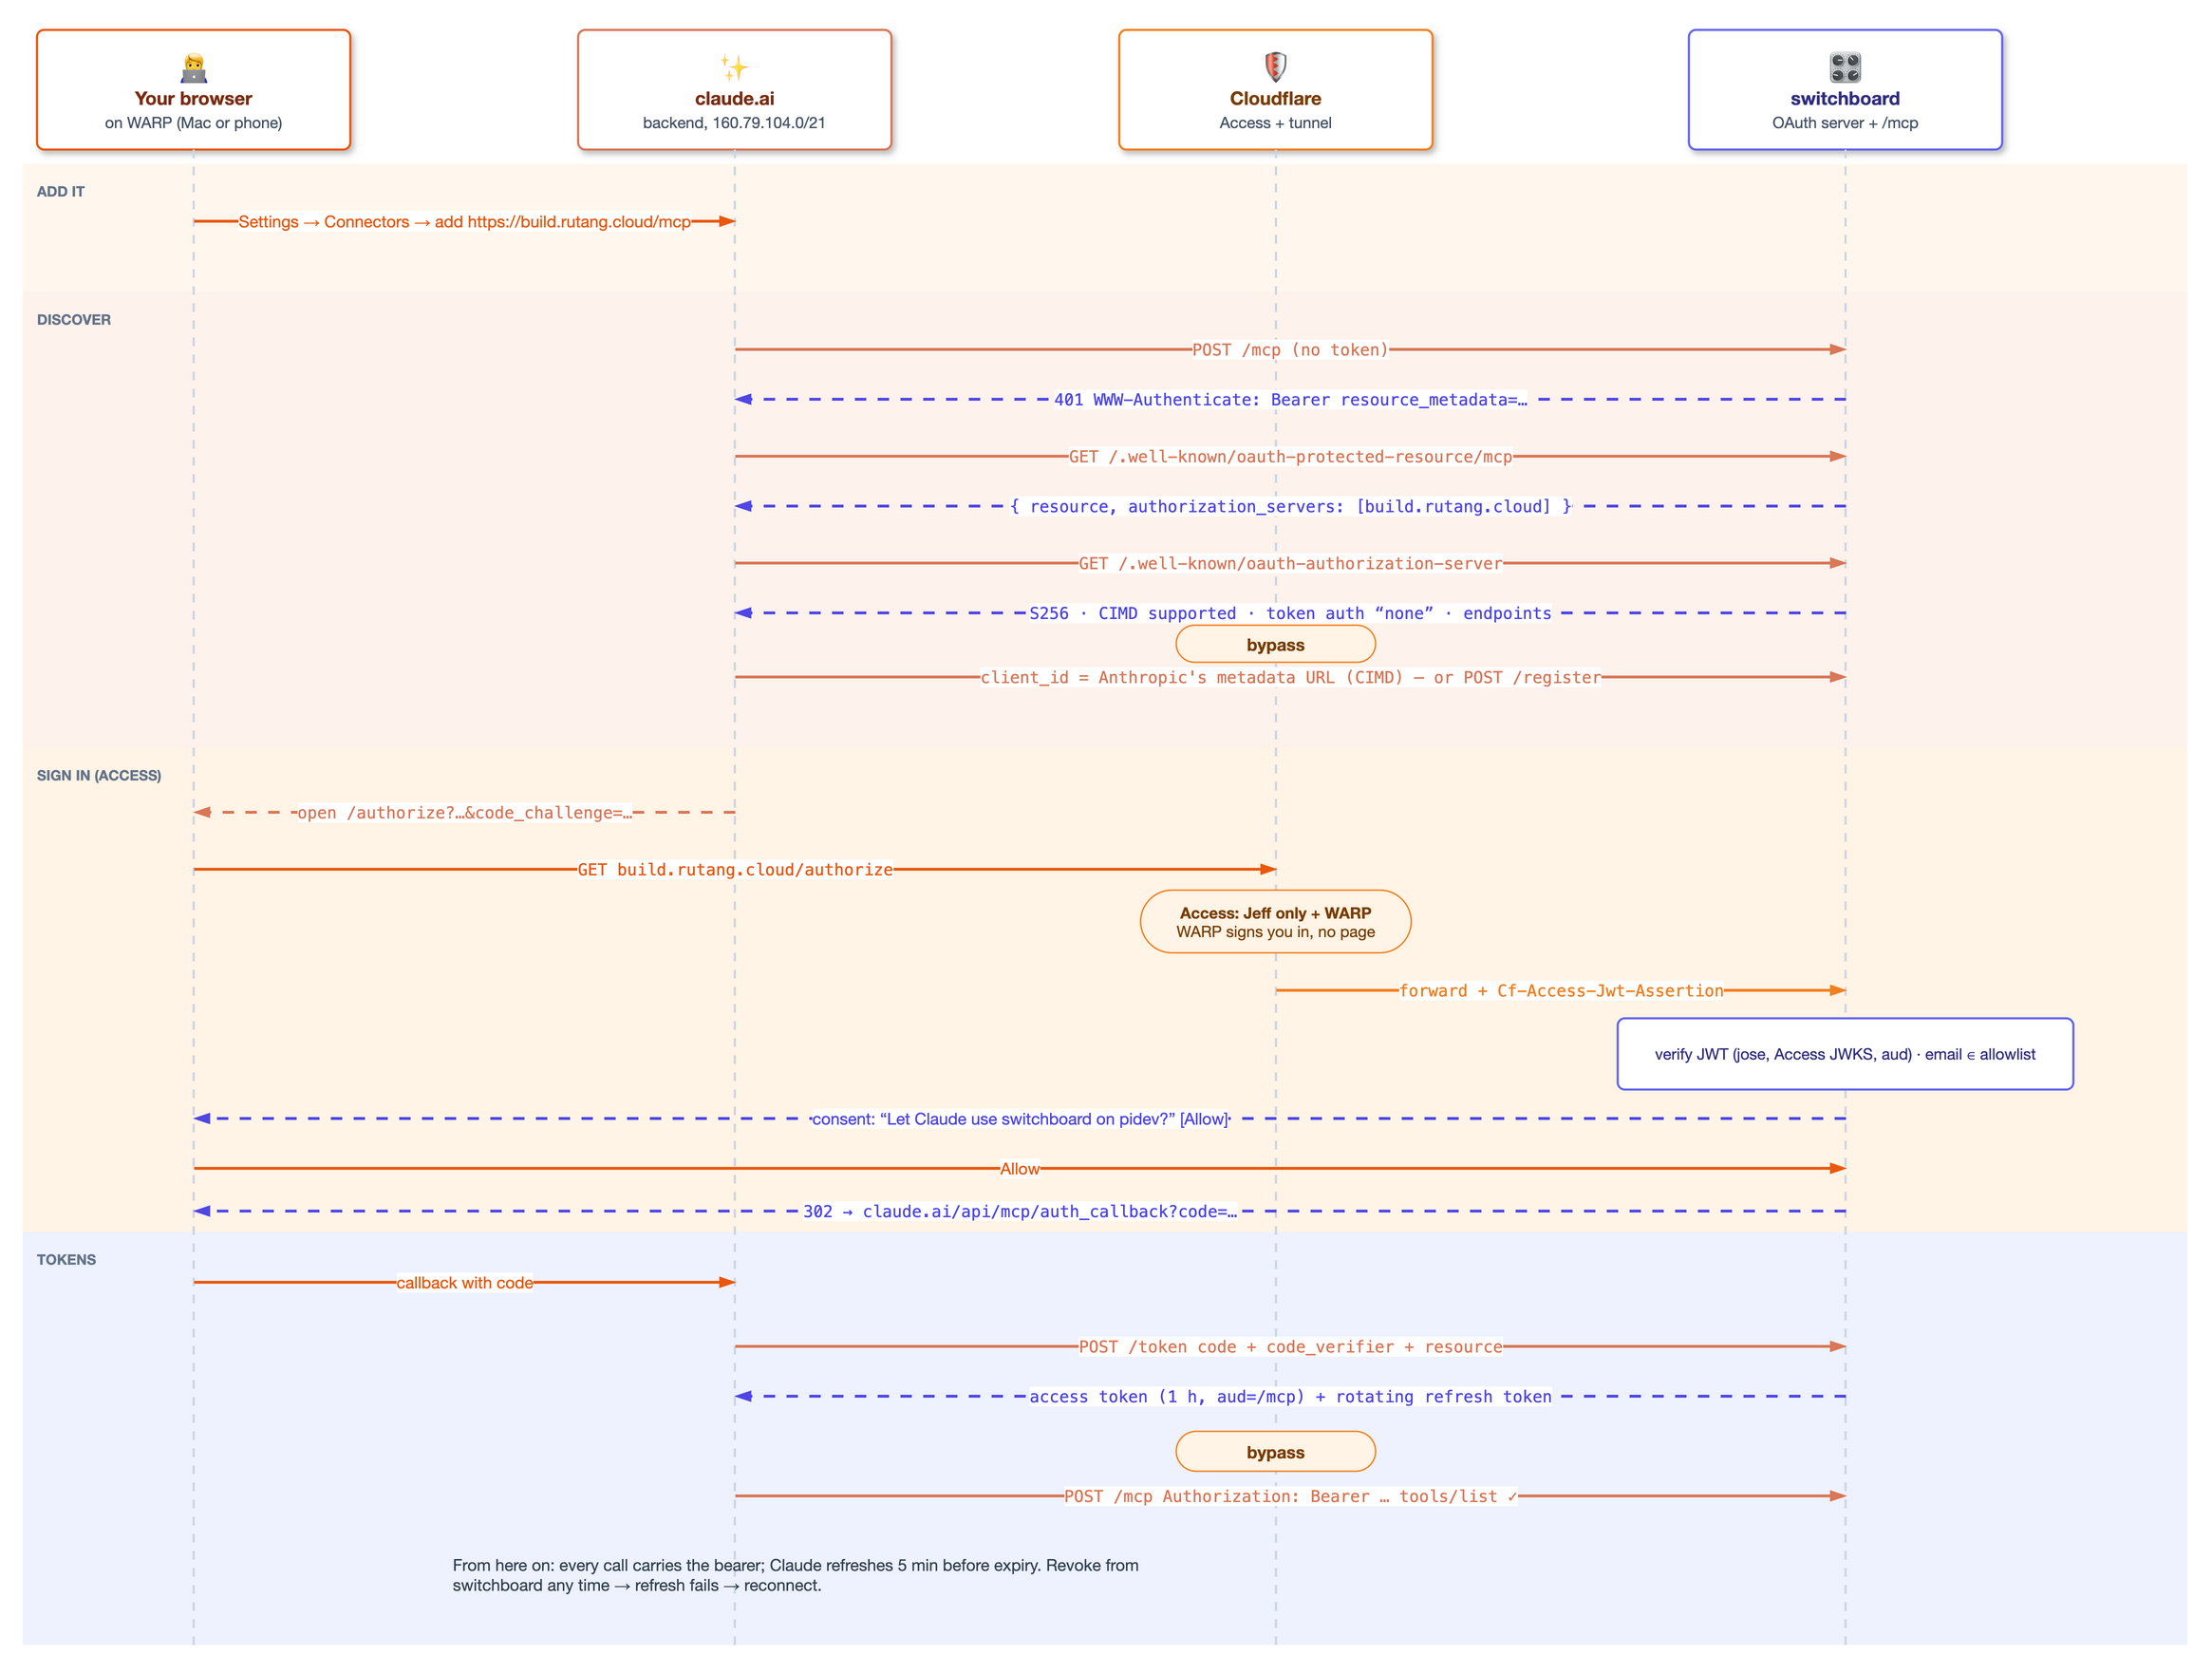 Your browser
on WARP (Mac or phone)
claude.ai
backend, 160.79.104.0/21
Cloudflare
Access + tunnel
switchboard
OAuth server + /mcp
ADD IT
Settings → Connectors → add https://build.rutang.cloud/mcp
DISCOVER
POST /mcp (no token)
401 WWW-Authenticate: Bearer resource_metadata=…
GET /.well-known/oauth-protected-resource/mcp
{ resource, authorization_servers: [build.rutang.cloud] }
GET /.well-known/oauth-authorization-server
S256 · CIMD supported · token auth “none” · endpoints
bypass
client_id = Anthropic's metadata URL (CIMD) — or POST /register
SIGN IN (ACCESS)
open /authorize?…&code_challenge=…
GET build.rutang.cloud/authorize
Access: Jeff only + WARP
WARP signs you in, no page
forward + Cf-Access-Jwt-Assertion
verify JWT (jose, Access JWKS, aud) · email ∈ allowlist
consent: “Let Claude use switchboard on pidev?” [Allow]
Allow
302 → claude.ai/api/mcp/auth_callback?code=…
TOKENS
callback with code
POST /token code + code_verifier + resource
access token (1 h, aud=/mcp) + rotating refresh token
bypass
POST /mcp Authorization: Bearer … tools/list ✓
From here on: every call carries the bearer; Claude refreshes 5 min before expiry. Revoke from
switchboard any time → refresh fails → reconnect.